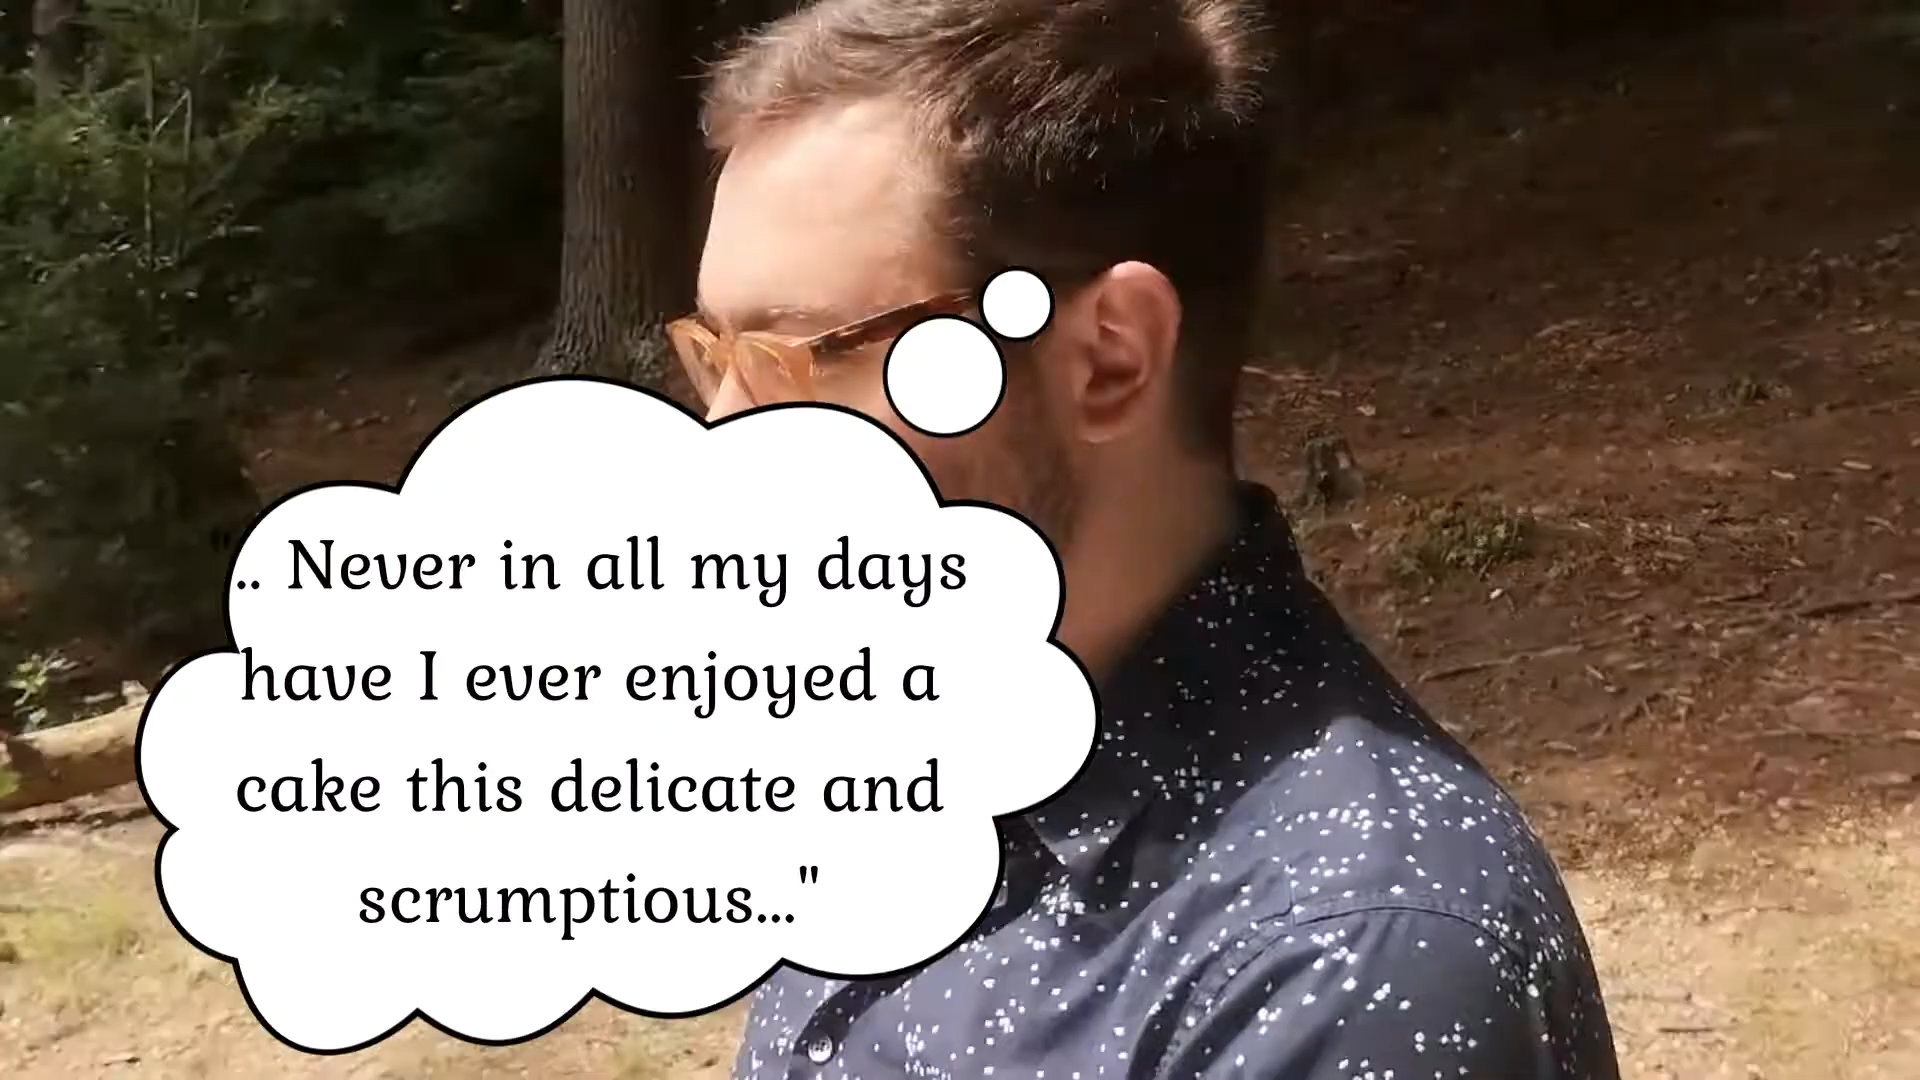 ".. Never in all my days
have I ever enjoyed a
cake this delicate and
scrumptious..."